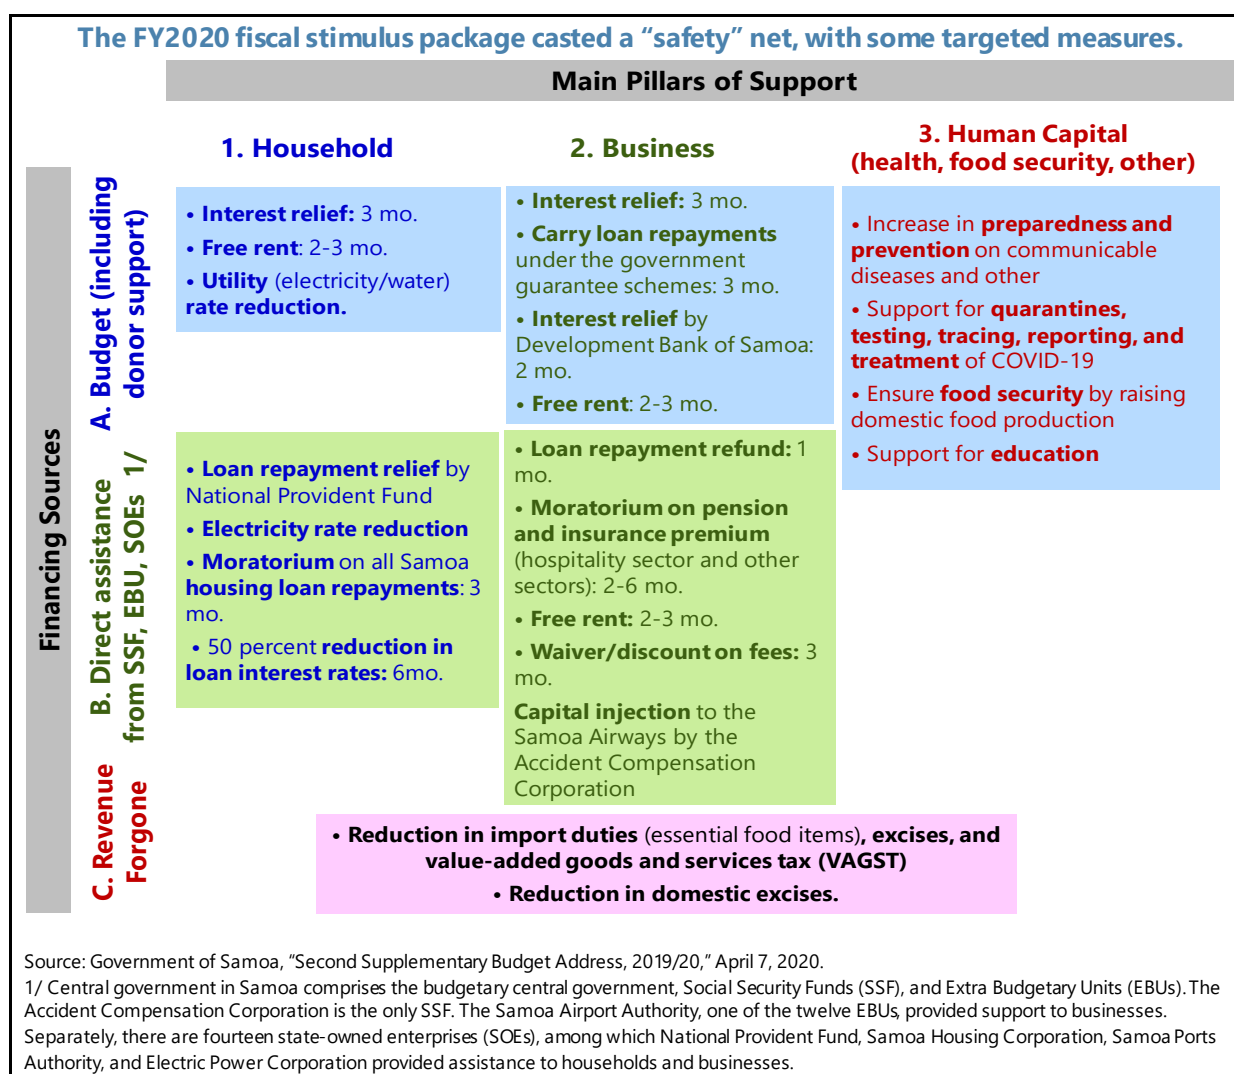 The FY2020 fiscal stimulus package casted a “safety” net, with some targeted measures.
Main Pillars of Support
1. Household
2. Business
3. Human Capital
(health, food security, other)
Financing Sources
A. Budget (including
donor support)
• Interest relief: 3 mo.
• Free rent: 2-3 mo.
• Utility (electricity/water)
rate reduction.
• Interest relief: 3 mo.
• Carry loan repayments
under the government
guarantee schemes: 3 mo.
• Interest relief by
Development Bank of Samoa:
2 mo.
• Free rent: 2-3 mo.
• Increase in preparedness and
prevention on communicable
diseases and other
• Support for quarantines,
testing, tracing, reporting, and
treatment of COVID-19
• Ensure food security by raising
domestic food production
• Support for education
B. Direct assistance
from SSF, EBU, SOEs 1/
• Loan repayment relief by
National Provident Fund
• Electricity rate reduction
• Moratorium on all Samoa
housing loan repayments: 3
mo.
• 50 percent reduction in
loan interest rates: 6mo.
• Loan repayment refund: 1
mo.
• Moratorium on pension
and insurance premium
(hospitality sector and other
sectors): 2-6 mo.
• Free rent: 2-3 mo.
• Waiver/discount on fees: 3
mo.
Capital injection to the
Samoa Airways by the
Accident Compensation
Corporation
C. Revenue
Forgone
• Reduction in import duties (essential food items), excises, and
value-added goods and services tax (VAGST)
• Reduction in domestic excises.
Source: Government of Samoa, “Second Supplementary Budget Address, 2019/20,” April 7, 2020.
1/ Central government in Samoa comprises the budgetary central government, Social Security Funds (SSF), and Extra Budgetary Units (EBUs). The
Accident Compensation Corporation is the only SSF. The Samoa Airport Authority, one of the twelve EBUs, provided support to businesses.
Separately, there are fourteen state-owned enterprises (SOEs), among which National Provident Fund, Samoa Housing Corporation, Samoa Ports
Authority, and Electric Power Corporation provided assistance to households and businesses.